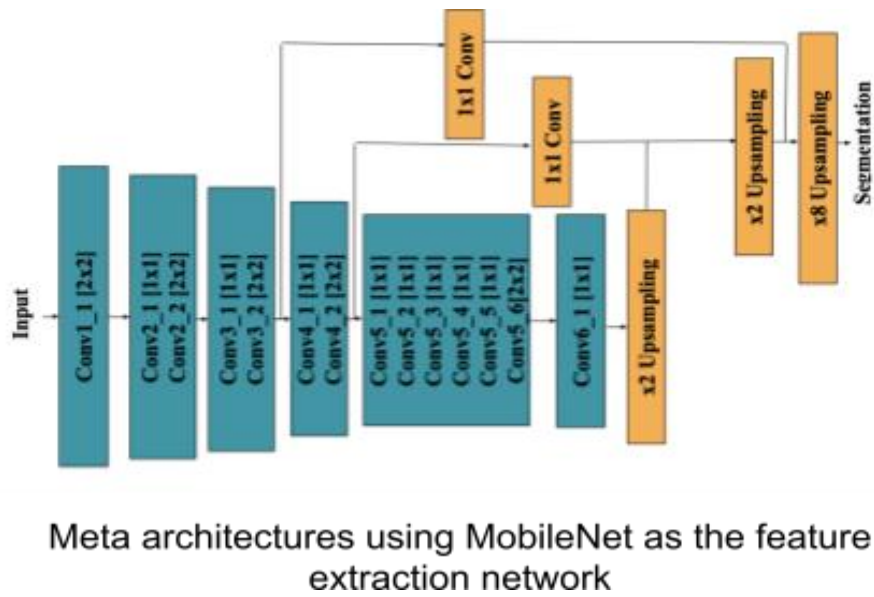 Input
Conv1_1 [2x2]
Conv2_1 [1x1]
Conv2_2 [2x2]
Conv3_1 [1x1]
Conv3_2 [2x2]
Conv4_1 [1x1]
Conv4_2 [2x2]
Conv5_1 [1x1]
Conv5_2 [1x1]
Conv5_3 [1x1]
Conv5_4 [1x1]
Conv5_5 [1x1]
Conv5_6[2x2]
Conv6_1 [1x1]
x2 Upsampling
1x1 Conv
1x1 Conv
x2 Upsampling
x8 Upsampling
Segmentation
Meta architectures using MobileNet as the feature
extraction network